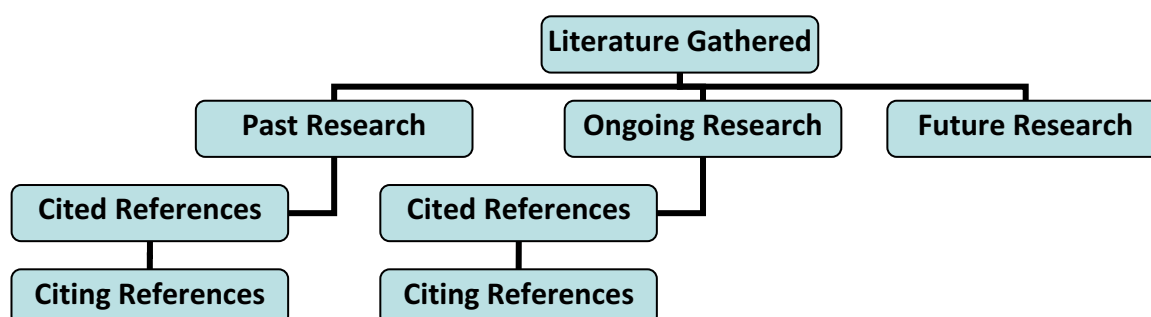 Literature Gathered
Past Research
Ongoing Research
Future Research
Cited References
Cited References
Citing References
Citing References